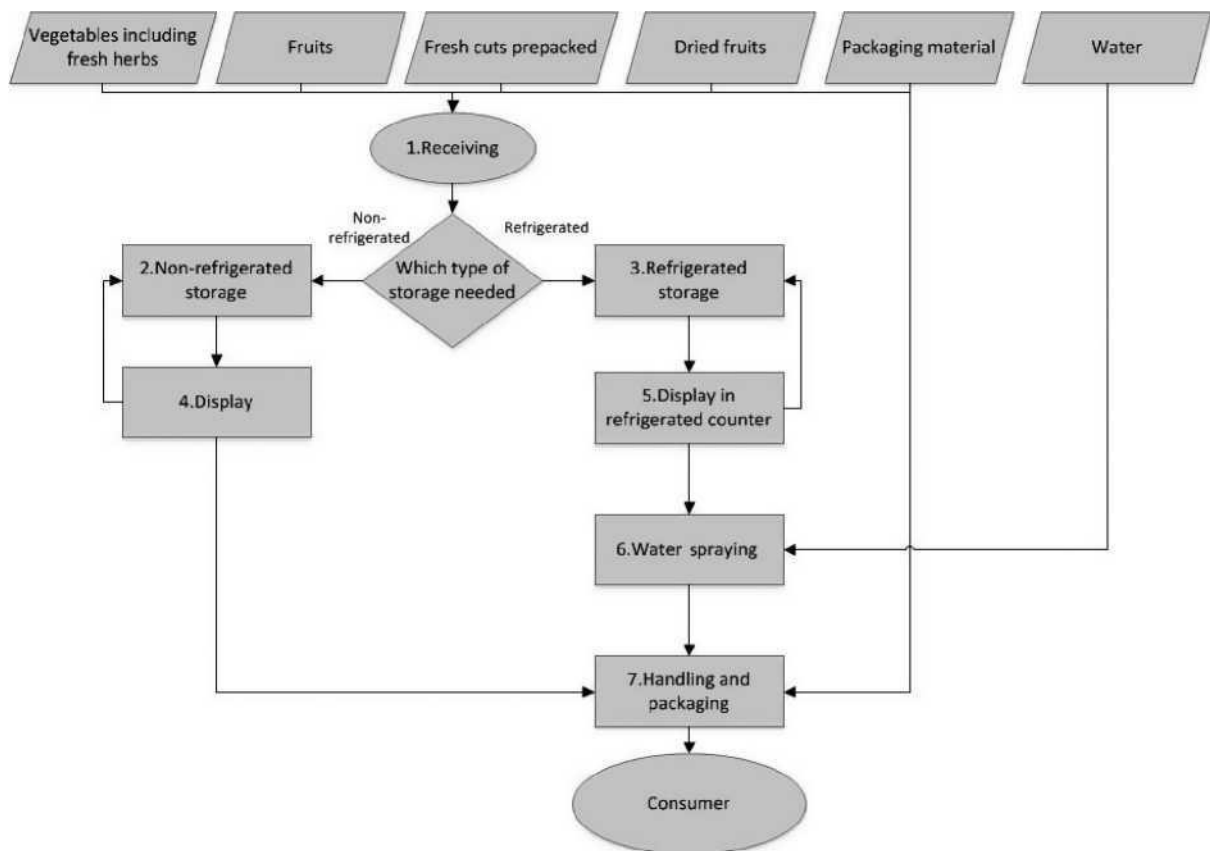 Vegetables including
fresh herbs
Fruits
Fresh cuts prepacked
Dried fruits
Packaging material
Water
1.Receiving
Non-
refrigerated
Refrigerated
Which type of
storage needed
2.Non-refrigerated
storage
3.Refrigerated
storage
4.Display
5.Display in
refrigerated counter
6.Water spraying
7.Handling and
packaging
Consumer